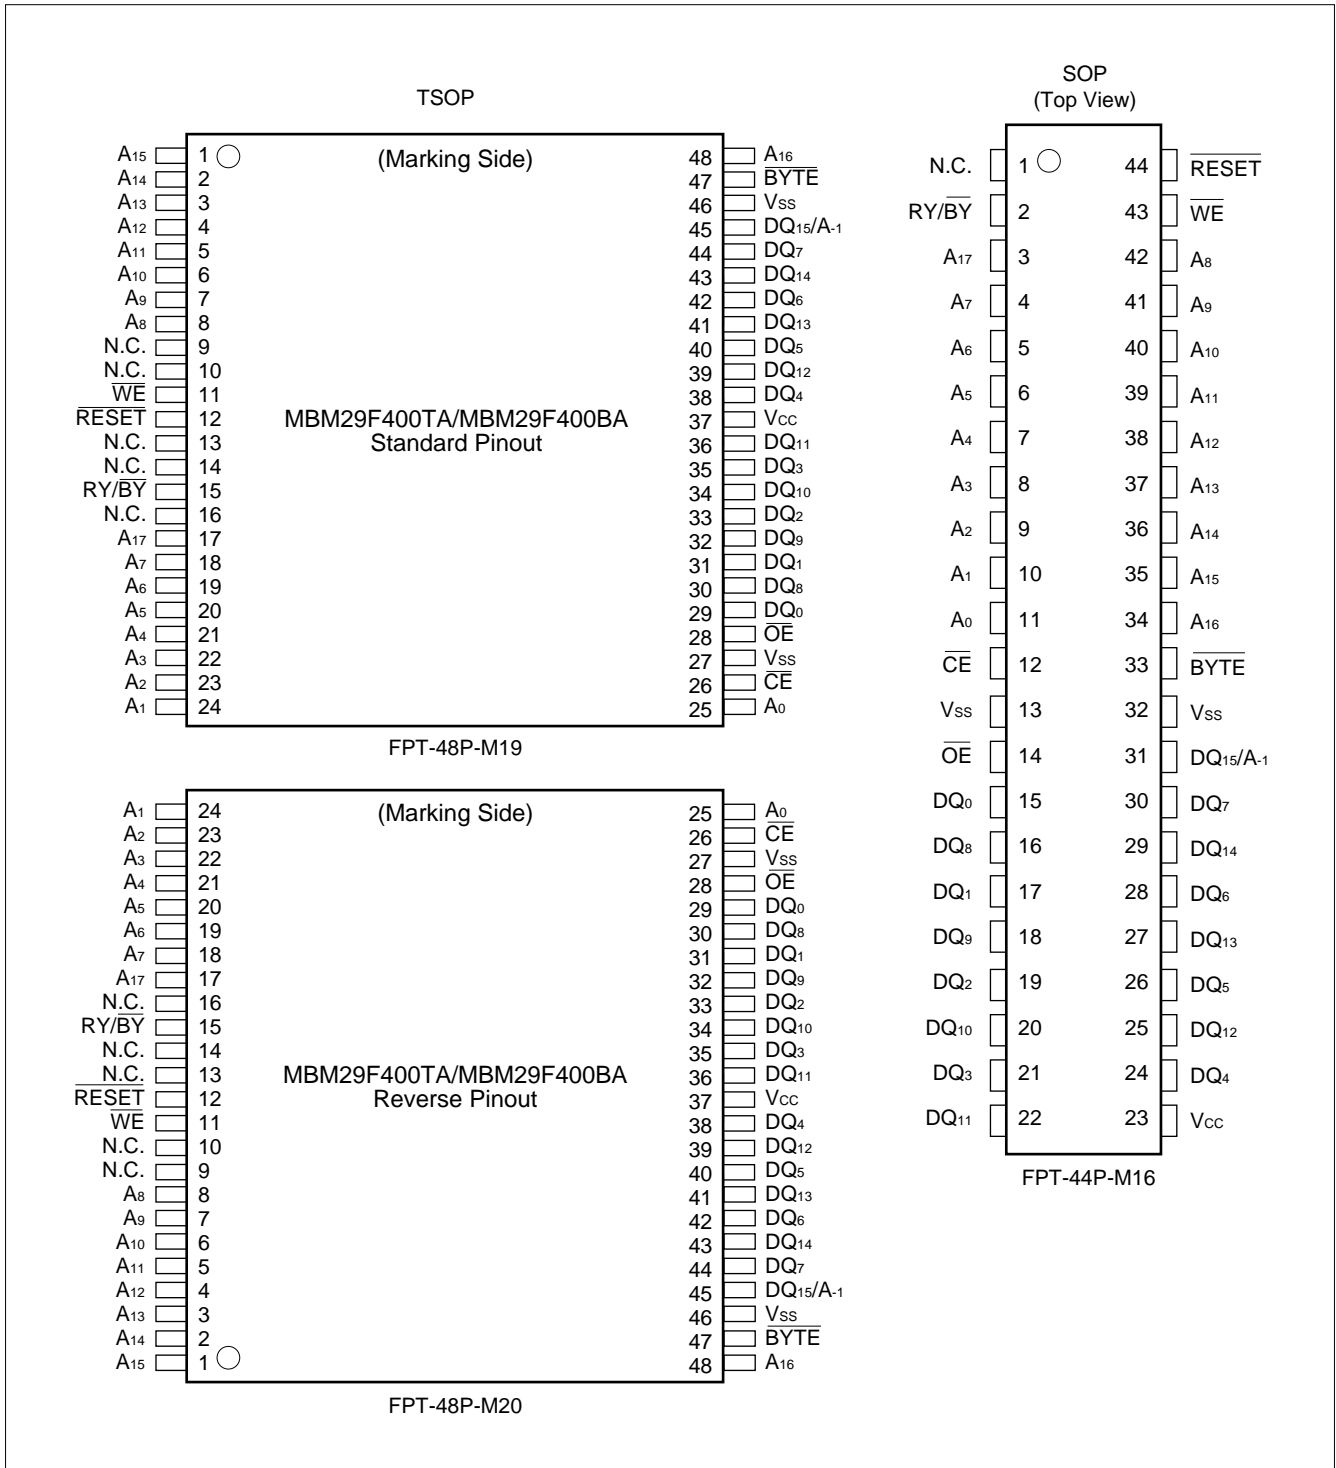 TSOP
A15 1 (Marking Side) 48 A16
A14 2 47 BYTE
A13 3 46 VSS
A12 4 45 DQ15/A-1
A11 5 44 DQ7
A10 6 43 DQ14
A9 7 42 DQ6
A8 8 41 DQ13
N.C. 9 40 DQ5
N.C. 10 39 DQ12
WE 11 38 DQ4
RESET 12 MBM29F400TA/MBM29F400BA 37 VCC
N.C. 13 Standard Pinout 36 DQ11
N.C. 14 35 DQ3
RY/BY 15 34 DQ10
N.C. 16 33 DQ2
A17 17 32 DQ9
A7 18 31 DQ1
A6 19 30 DQ8
A5 20 29 DQ0
A4 21 28 OE
A3 22 27 VSS
A2 23 26 CE
A1 24 25 A0
FPT-48P-M19
A1 24 (Marking Side) 25 A0
A2 23 26 CE
A3 22 27 VSS
A4 21 28 OE
A5 20 29 DQ0
A6 19 30 DQ8
A7 18 31 DQ1
A17 17 32 DQ9
N.C. 16 33 DQ2
RY/BY 15 34 DQ10
N.C. 14 35 DQ3
N.C. 13 MBM29F400TA/MBM29F400BA 36 DQ11
RESET 12 Reverse Pinout 37 VCC
WE 11 38 DQ4
N.C. 10 39 DQ12
N.C. 9 40 DQ5
A8 8 41 DQ13
A9 7 42 DQ6
A10 6 43 DQ14
A11 5 44 DQ7
A12 4 45 DQ15/A-1
A13 3 46 VSS
A14 2 47 BYTE
A15 1 48 A16
FPT-48P-M20
SOP
(Top View)
N.C. 1 44 RESET
RY/BY 2 43 WE
A17 3 42 A8
A7 4 41 A9
A6 5 40 A10
A5 6 39 A11
A4 7 38 A12
A3 8 37 A13
A2 9 36 A14
A1 10 35 A15
A0 11 34 A16
CE 12 33 BYTE
VSS 13 32 VSS
OE 14 31 DQ15/A-1
DQ0 15 30 DQ7
DQ8 16 29 DQ14
DQ1 17 28 DQ6
DQ9 18 27 DQ13
DQ2 19 26 DQ5
DQ10 20 25 DQ12
DQ3 21 24 DQ4
DQ11 22 23 VCC
FPT-44P-M16